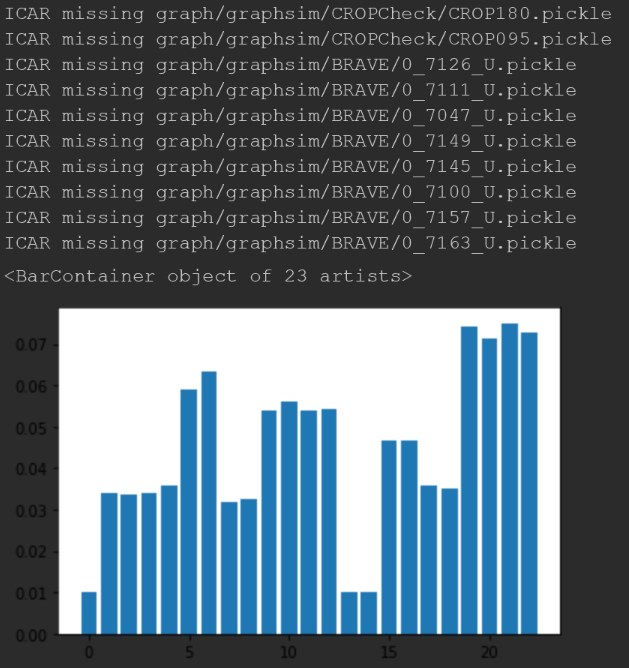 ICAR missing graph/graphsim/CROPCheck/CROP180.pickle
ICAR missing graph/graphsim/CROPCheck/CROP095.pickle
ICAR missing graph/graphsim/BRAVE/0_7126_U.pickle
ICAR missing graph/graphsim/BRAVE/0_7111_U.pickle
ICAR missing graph/graphsim/BRAVE/0_7047_U.pickle
ICAR missing graph/graphsim/BRAVE/0_7149_U.pickle
ICAR missing graph/graphsim/BRAVE/0_7145_U.pickle
ICAR missing graph/graphsim/BRAVE/0_7100_U.pickle
ICAR missing graph/graphsim/BRAVE/0_7157_U.pickle
ICAR missing graph/graphsim/BRAVE/0_7163_U.pickle
<BarContainer object of 23 artists>
0.07
0.06
0.05
0.04
0.03
0.02
0.01
0.00
0 5 10 15 20